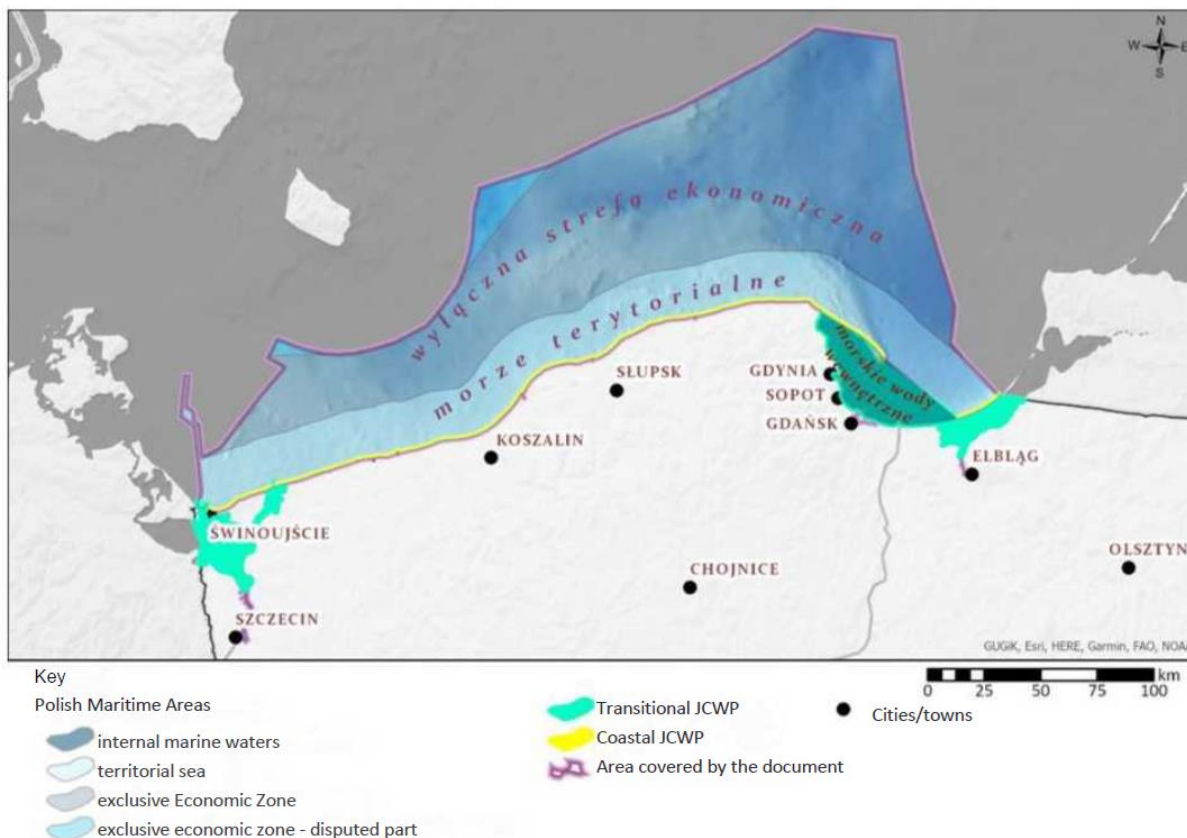 N
W E
S
wyłączna strefa ekonomiczna
morze terytorialne
morskie wody
wewnętrzne
GDYNIA
SŁUPSK
SOPOT
GDAŃSK
KOSZALIN
ELBLĄG
ŚWINOUJŚCIE
OLSZTYN
CHOJNICE
SZCZECIN
GUGiK, Esri, HERE, Garmin, FAO, NOAA
km
0 25 50 75 100
Key
Polish Maritime Areas
internal marine waters
territorial sea
exclusive Economic Zone
exclusive economic zone - disputed part
Transitional JCWP
Coastal JCWP
Area covered by the document
Cities/towns